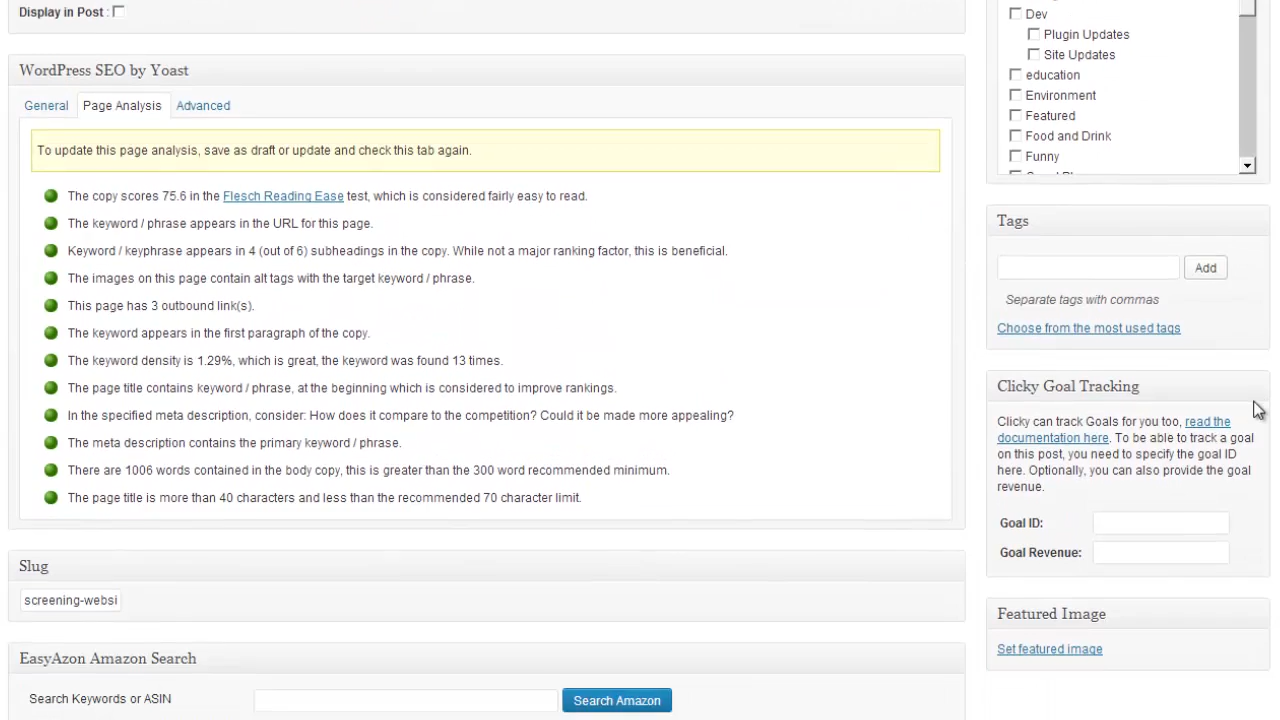 Display in Post :
WordPress SEO by Yoast
General
Page Analysis
Advanced
To update this page analysis, save as draft or update and check this tab again.
The copy scores 75.6 in the Flesch Reading Ease test, which is considered fairly easy to read.
The keyword / phrase appears in the URL for this page.
Keyword / keyphrase appears in 4 (out of 6) subheadings in the copy. While not a major ranking factor, this is beneficial.
The images on this page contain alt tags with the target keyword / phrase.
This page has 3 outbound link(s).
The keyword appears in the first paragraph of the copy.
The keyword density is 1.29%, which is great, the keyword was found 13 times.
The page title contains keyword / phrase, at the beginning which is considered to improve rankings.
In the specified meta description, consider: How does it compare to the competition? Could it be made more appealing?
The meta description contains the primary keyword / phrase.
There are 1006 words contained in the body copy, this is greater than the 300 word recommended minimum.
The page title is more than 40 characters and less than the recommended 70 character limit.
Slug
screening-websi
EasyAzon Amazon Search
Search Keywords or ASIN
Search Amazon
Dev
Plugin Updates
Site Updates
education
Environment
Featured
Food and Drink
Funny
Tags
Add
Separate tags with commas
Choose from the most used tags
Clicky Goal Tracking
Clicky can track Goals for you too, read the
documentation here. To be able to track a goal
on this post, you need to specify the goal ID
here. Optionally, you can also provide the goal
revenue.
Goal ID:
Goal Revenue:
Featured Image
Set featured image